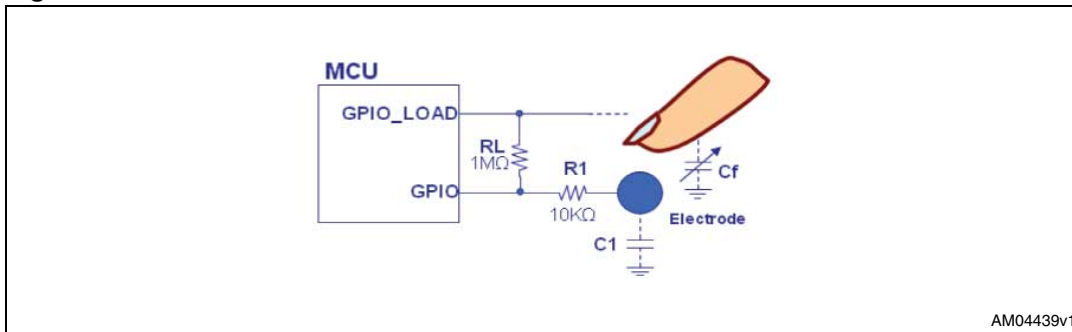 MCU
GPIO_LOAD
RL
1MΩ
R1
GPIO
10KΩ
Cf
Electrode
C1
AM04439v1